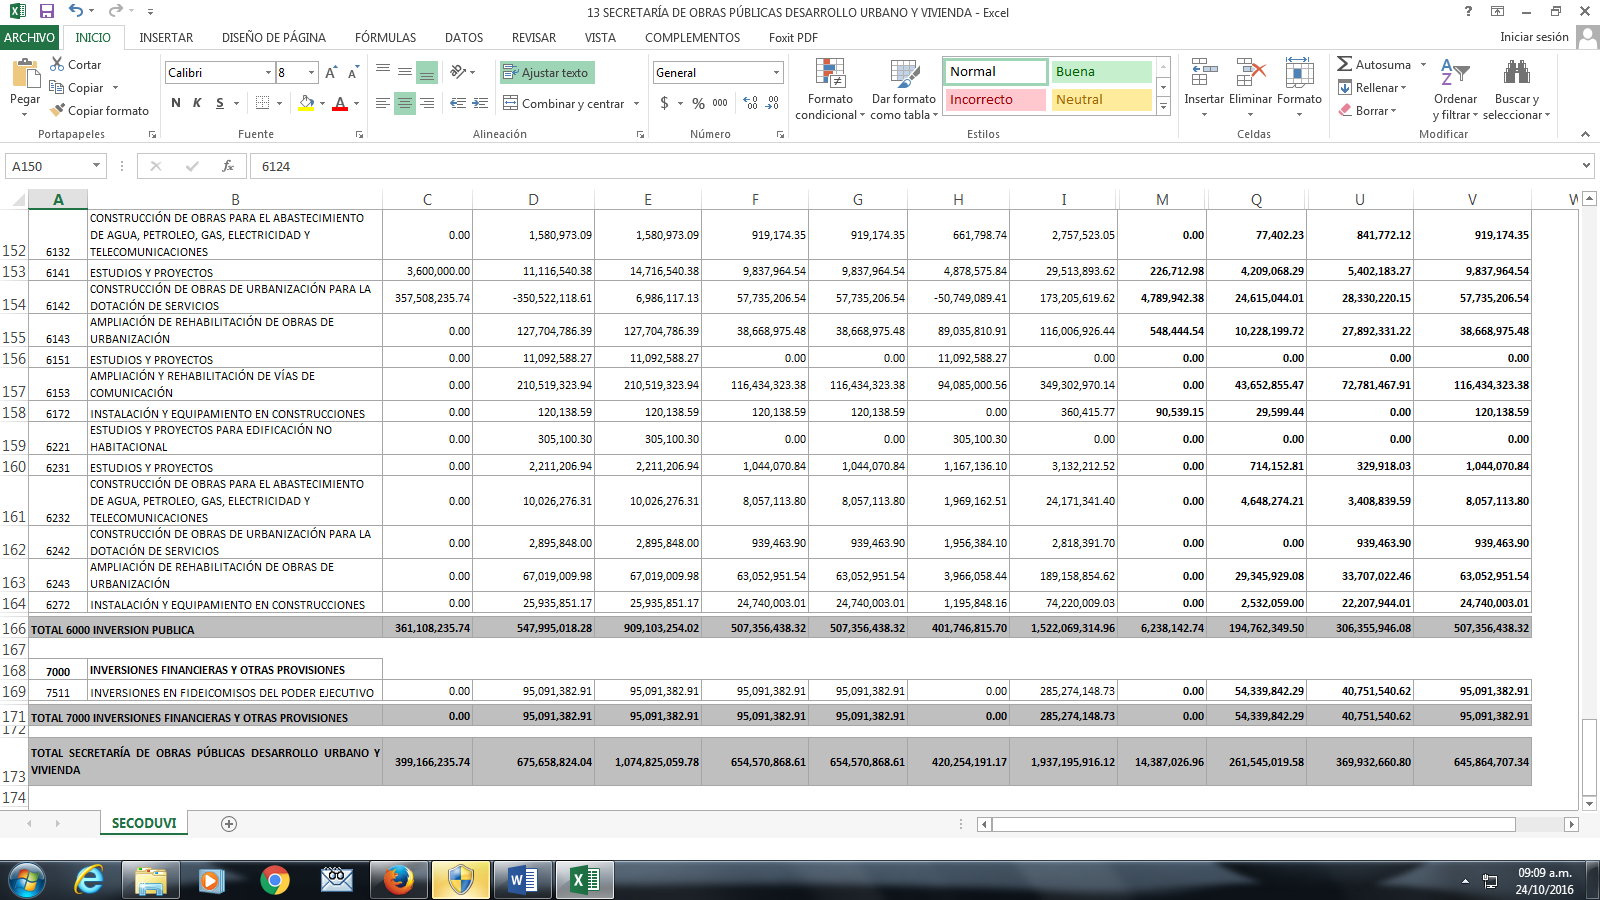 13 SECRETARÍA DE OBRAS PÚBLICAS DESARROLLO URBANO Y VIVIENDA - Excel
ARCHIVO INICIO INSERTAR DISEÑO DE PÁGINA FÓRMULAS DATOS REVISAR VISTA COMPLEMENTOS Foxit PDF Iniciar sesión
Pegar
Cortar
Copiar
Copiar formato
Portapapeles
Calibri 8
N K S
Fuente
Ajustar texto
Combinar y centrar
Alineación
General
$ % 000
Número
Formato condicional
Dar formato como tabla
Normal Buena
Incorrecto Neutral
Estilos
Insertar Eliminar Formato
Celdas
Autosuma
Rellenar
Borrar
Ordenar y filtrar
Buscar y seleccionar
Modificar
A150 fx 6124
A B C D E F G H I M Q U V W
152 6132 CONSTRUCCIÓN DE OBRAS PARA EL ABASTECIMIENTO DE AGUA, PETROLEO, GAS, ELECTRICIDAD Y TELECOMUNICACIONES 0.00 1,580,973.09 1,580,973.09 919,174.35 919,174.35 661,798.74 2,757,523.05 0.00 77,402.23 841,772.12 919,174.35
153 6141 ESTUDIOS Y PROYECTOS 3,600,000.00 11,116,540.38 14,716,540.38 9,837,964.54 9,837,964.54 4,878,575.84 29,513,893.62 226,712.98 4,209,068.29 5,402,183.27 9,837,964.54
154 6142 CONSTRUCCIÓN DE OBRAS DE URBANIZACIÓN PARA LA DOTACIÓN DE SERVICIOS 357,508,235.74 -350,522,118.61 6,986,117.13 57,735,206.54 57,735,206.54 -50,749,089.41 173,205,619.62 4,789,942.38 24,615,044.01 28,330,220.15 57,735,206.54
155 6143 AMPLIACIÓN DE REHABILITACIÓN DE OBRAS DE URBANIZACIÓN 0.00 127,704,786.39 127,704,786.39 38,668,975.48 38,668,975.48 89,035,810.91 116,006,926.44 548,444.54 10,228,199.72 27,892,331.22 38,668,975.48
156 6151 ESTUDIOS Y PROYECTOS 0.00 11,092,588.27 11,092,588.27 0.00 0.00 11,092,588.27 0.00 0.00 0.00 0.00 0.00
157 6153 AMPLIACIÓN Y REHABILITACIÓN DE VÍAS DE COMUNICACIÓN 0.00 210,519,323.94 210,519,323.94 116,434,323.38 116,434,323.38 94,085,000.56 349,302,970.14 0.00 43,652,855.47 72,781,467.91 116,434,323.38
158 6172 INSTALACIÓN Y EQUIPAMIENTO EN CONSTRUCCIONES 0.00 120,138.59 120,138.59 120,138.59 120,138.59 0.00 360,415.77 90,539.15 29,599.44 0.00 120,138.59
159 6221 ESTUDIOS Y PROYECTOS PARA EDIFICACIÓN NO HABITACIONAL 0.00 305,100.30 305,100.30 0.00 0.00 305,100.30 0.00 0.00 0.00 0.00 0.00
160 6231 ESTUDIOS Y PROYECTOS 0.00 2,211,206.94 2,211,206.94 1,044,070.84 1,044,070.84 1,167,136.10 3,132,212.52 0.00 714,152.81 329,918.03 1,044,070.84
161 6232 CONSTRUCCIÓN DE OBRAS PARA EL ABASTECIMIENTO DE AGUA, PETROLEO, GAS, ELECTRICIDAD Y TELECOMUNICACIONES 0.00 10,026,276.31 10,026,276.31 8,057,113.80 8,057,113.80 1,969,162.51 24,171,341.40 0.00 4,648,274.21 3,408,839.59 8,057,113.80
162 6242 CONSTRUCCIÓN DE OBRAS DE URBANIZACIÓN PARA LA DOTACIÓN DE SERVICIOS 0.00 2,895,848.00 2,895,848.00 939,463.90 939,463.90 1,956,384.10 2,818,391.70 0.00 0.00 939,463.90 939,463.90
163 6243 AMPLIACIÓN DE REHABILITACIÓN DE OBRAS DE URBANIZACIÓN 0.00 67,019,009.98 67,019,009.98 63,052,951.54 63,052,951.54 3,966,058.44 189,158,854.62 0.00 29,345,929.08 33,707,022.46 63,052,951.54
164 6272 INSTALACIÓN Y EQUIPAMIENTO EN CONSTRUCCIONES 0.00 25,935,851.17 25,935,851.17 24,740,003.01 24,740,003.01 1,195,848.16 74,220,009.03 0.00 2,532,059.00 22,207,944.01 24,740,003.01
166 TOTAL 6000 INVERSION PUBLICA 361,108,235.74 547,995,018.28 909,103,254.02 507,356,438.32 507,356,438.32 401,746,815.70 1,522,069,314.96 6,238,142.74 194,762,349.50 306,355,946.08 507,356,438.32
167
168 7000 INVERSIONES FINANCIERAS Y OTRAS PROVISIONES
169 7511 INVERSIONES EN FIDEICOMISOS DEL PODER EJECUTIVO 0.00 95,091,382.91 95,091,382.91 95,091,382.91 95,091,382.91 0.00 285,274,148.73 0.00 54,339,842.29 40,751,540.62 95,091,382.91
171 TOTAL 7000 INVERSIONES FINANCIERAS Y OTRAS PROVISIONES 0.00 95,091,382.91 95,091,382.91 95,091,382.91 95,091,382.91 0.00 285,274,148.73 0.00 54,339,842.29 40,751,540.62 95,091,382.91
172
173 TOTAL SECRETARÍA DE OBRAS PÚBLICAS DESARROLLO URBANO Y VIVIENDA 399,166,235.74 675,658,824.04 1,074,825,059.78 654,570,868.61 654,570,868.61 420,254,191.17 1,937,195,916.12 14,387,026.96 261,545,019.58 369,932,660.80 645,864,707.34
174
SECODUVI
09:09 a.m.
24/10/2016